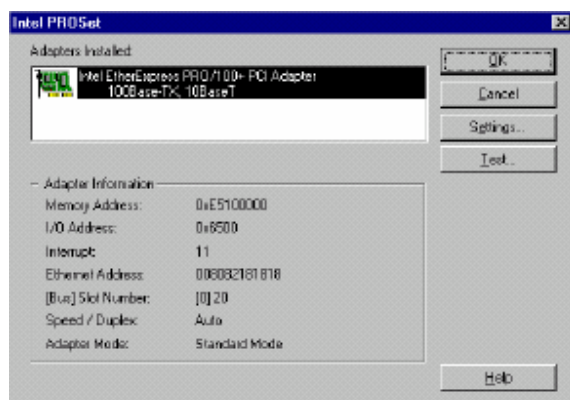 Intel PROSet
Adapters Installed:
Intel EtherExpress PRO/100+ PCI Adapter
100Base-TX, 10BaseT
OK
Cancel
Settings...
Test...
Adapter Information
Memory Address: 0xE5100000
I/O Address: 0x6500
Interrupt: 11
Ethernet Address: 008082181818
[Bus] Slot Number: [0] 20
Speed / Duplex: Auto
Adapter Mode: Standard Mode
Help